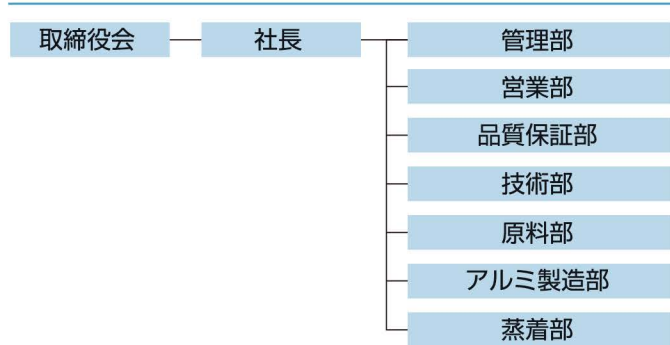 取締役会
社長
管理部
営業部
品質保証部
技術部
原料部
アルミ製造部
蒸着部